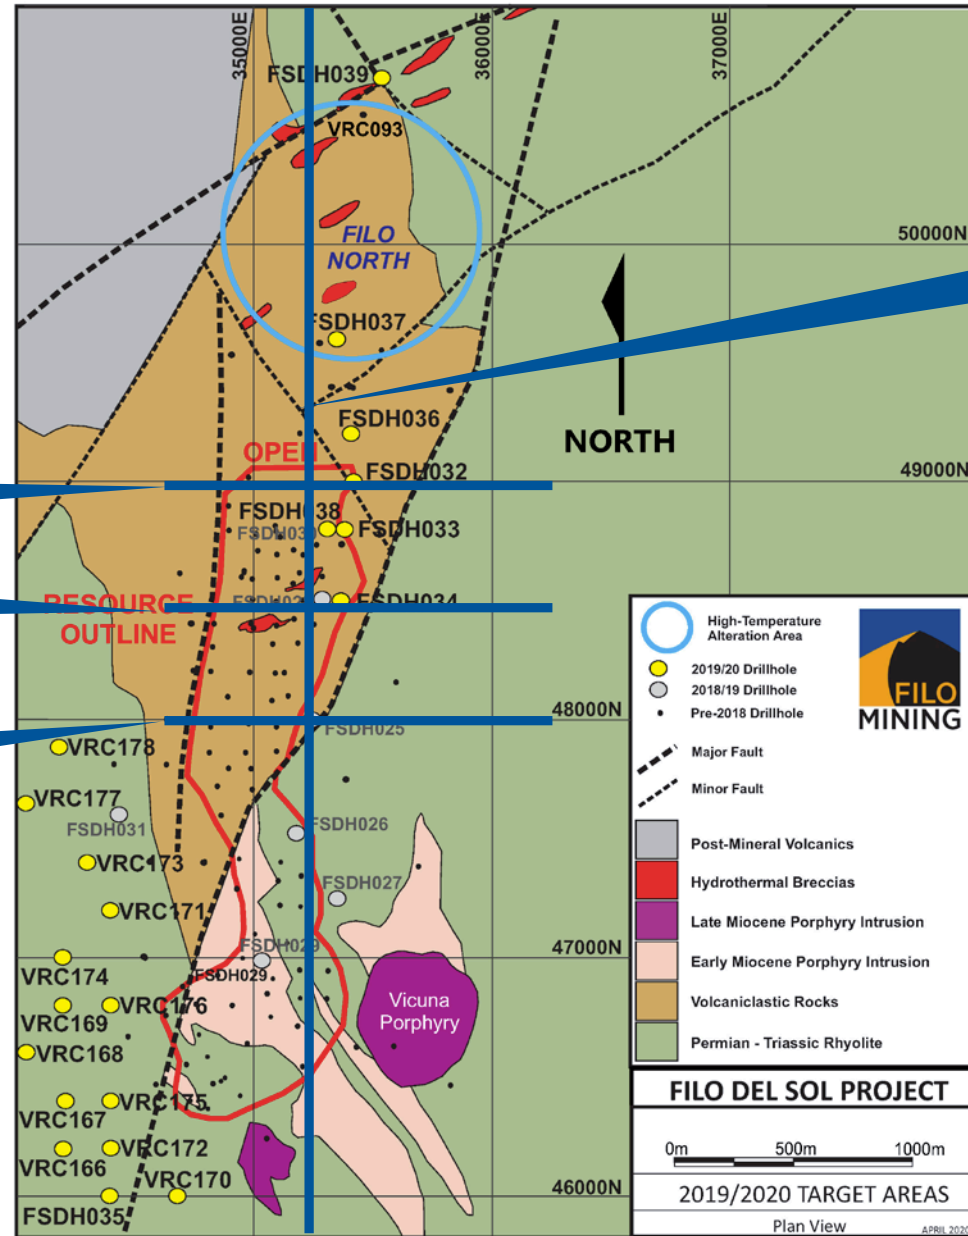 35000E
36000E
37000E
FSDH039
VRC093
FILO
NORTH
50000N
FSDH037
FSDH036
NORTH
OPEN
FSDH032
49000N
FSDH038
FSDH033
FSDH030
FSDH034
RESOURCE
OUTLINE
48000N
FSDH025
VRC178
VRC177
FSDH031
FSDH026
VRC173
FSDH027
VRC171
FSDH029
47000N
VRC174
FSDH029
VRC176
VRC169
Vicuna
Porphyry
VRC168
VRC175
VRC167
VRC172
VRC166
VRC170
46000N
FSDH035
High-Temperature
Alteration Area
2019/20 Drillhole
2018/19 Drillhole
Pre-2018 Drillhole
FILO
MINING
Major Fault
Minor Fault
Post-Mineral Volcanics
Hydrothermal Breccias
Late Miocene Porphyry Intrusion
Early Miocene Porphyry Intrusion
Volcaniclastic Rocks
Permian - Triassic Rhyolite
FILO DEL SOL PROJECT
0m 500m 1000m
2019/2020 TARGET AREAS
Plan View
APRIL 2020